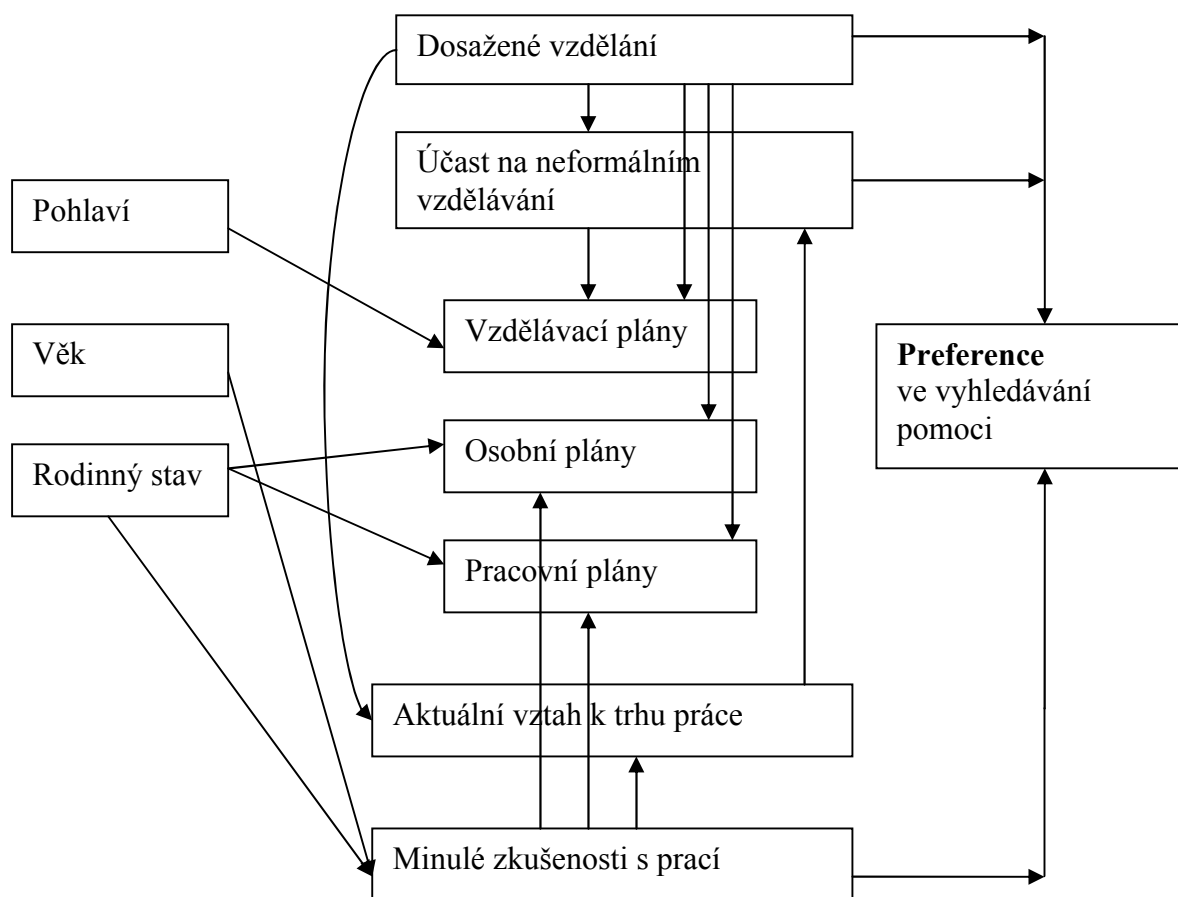 Dosažené vzdělání
Účast na neformálním
vzdělávání
Pohlaví
Vzdělávací plány
Věk
Preference
ve vyhledávání
pomoci
Osobní plány
Rodinný stav
Pracovní plány
Aktuální vztah k trhu práce
Minulé zkušenosti s prací